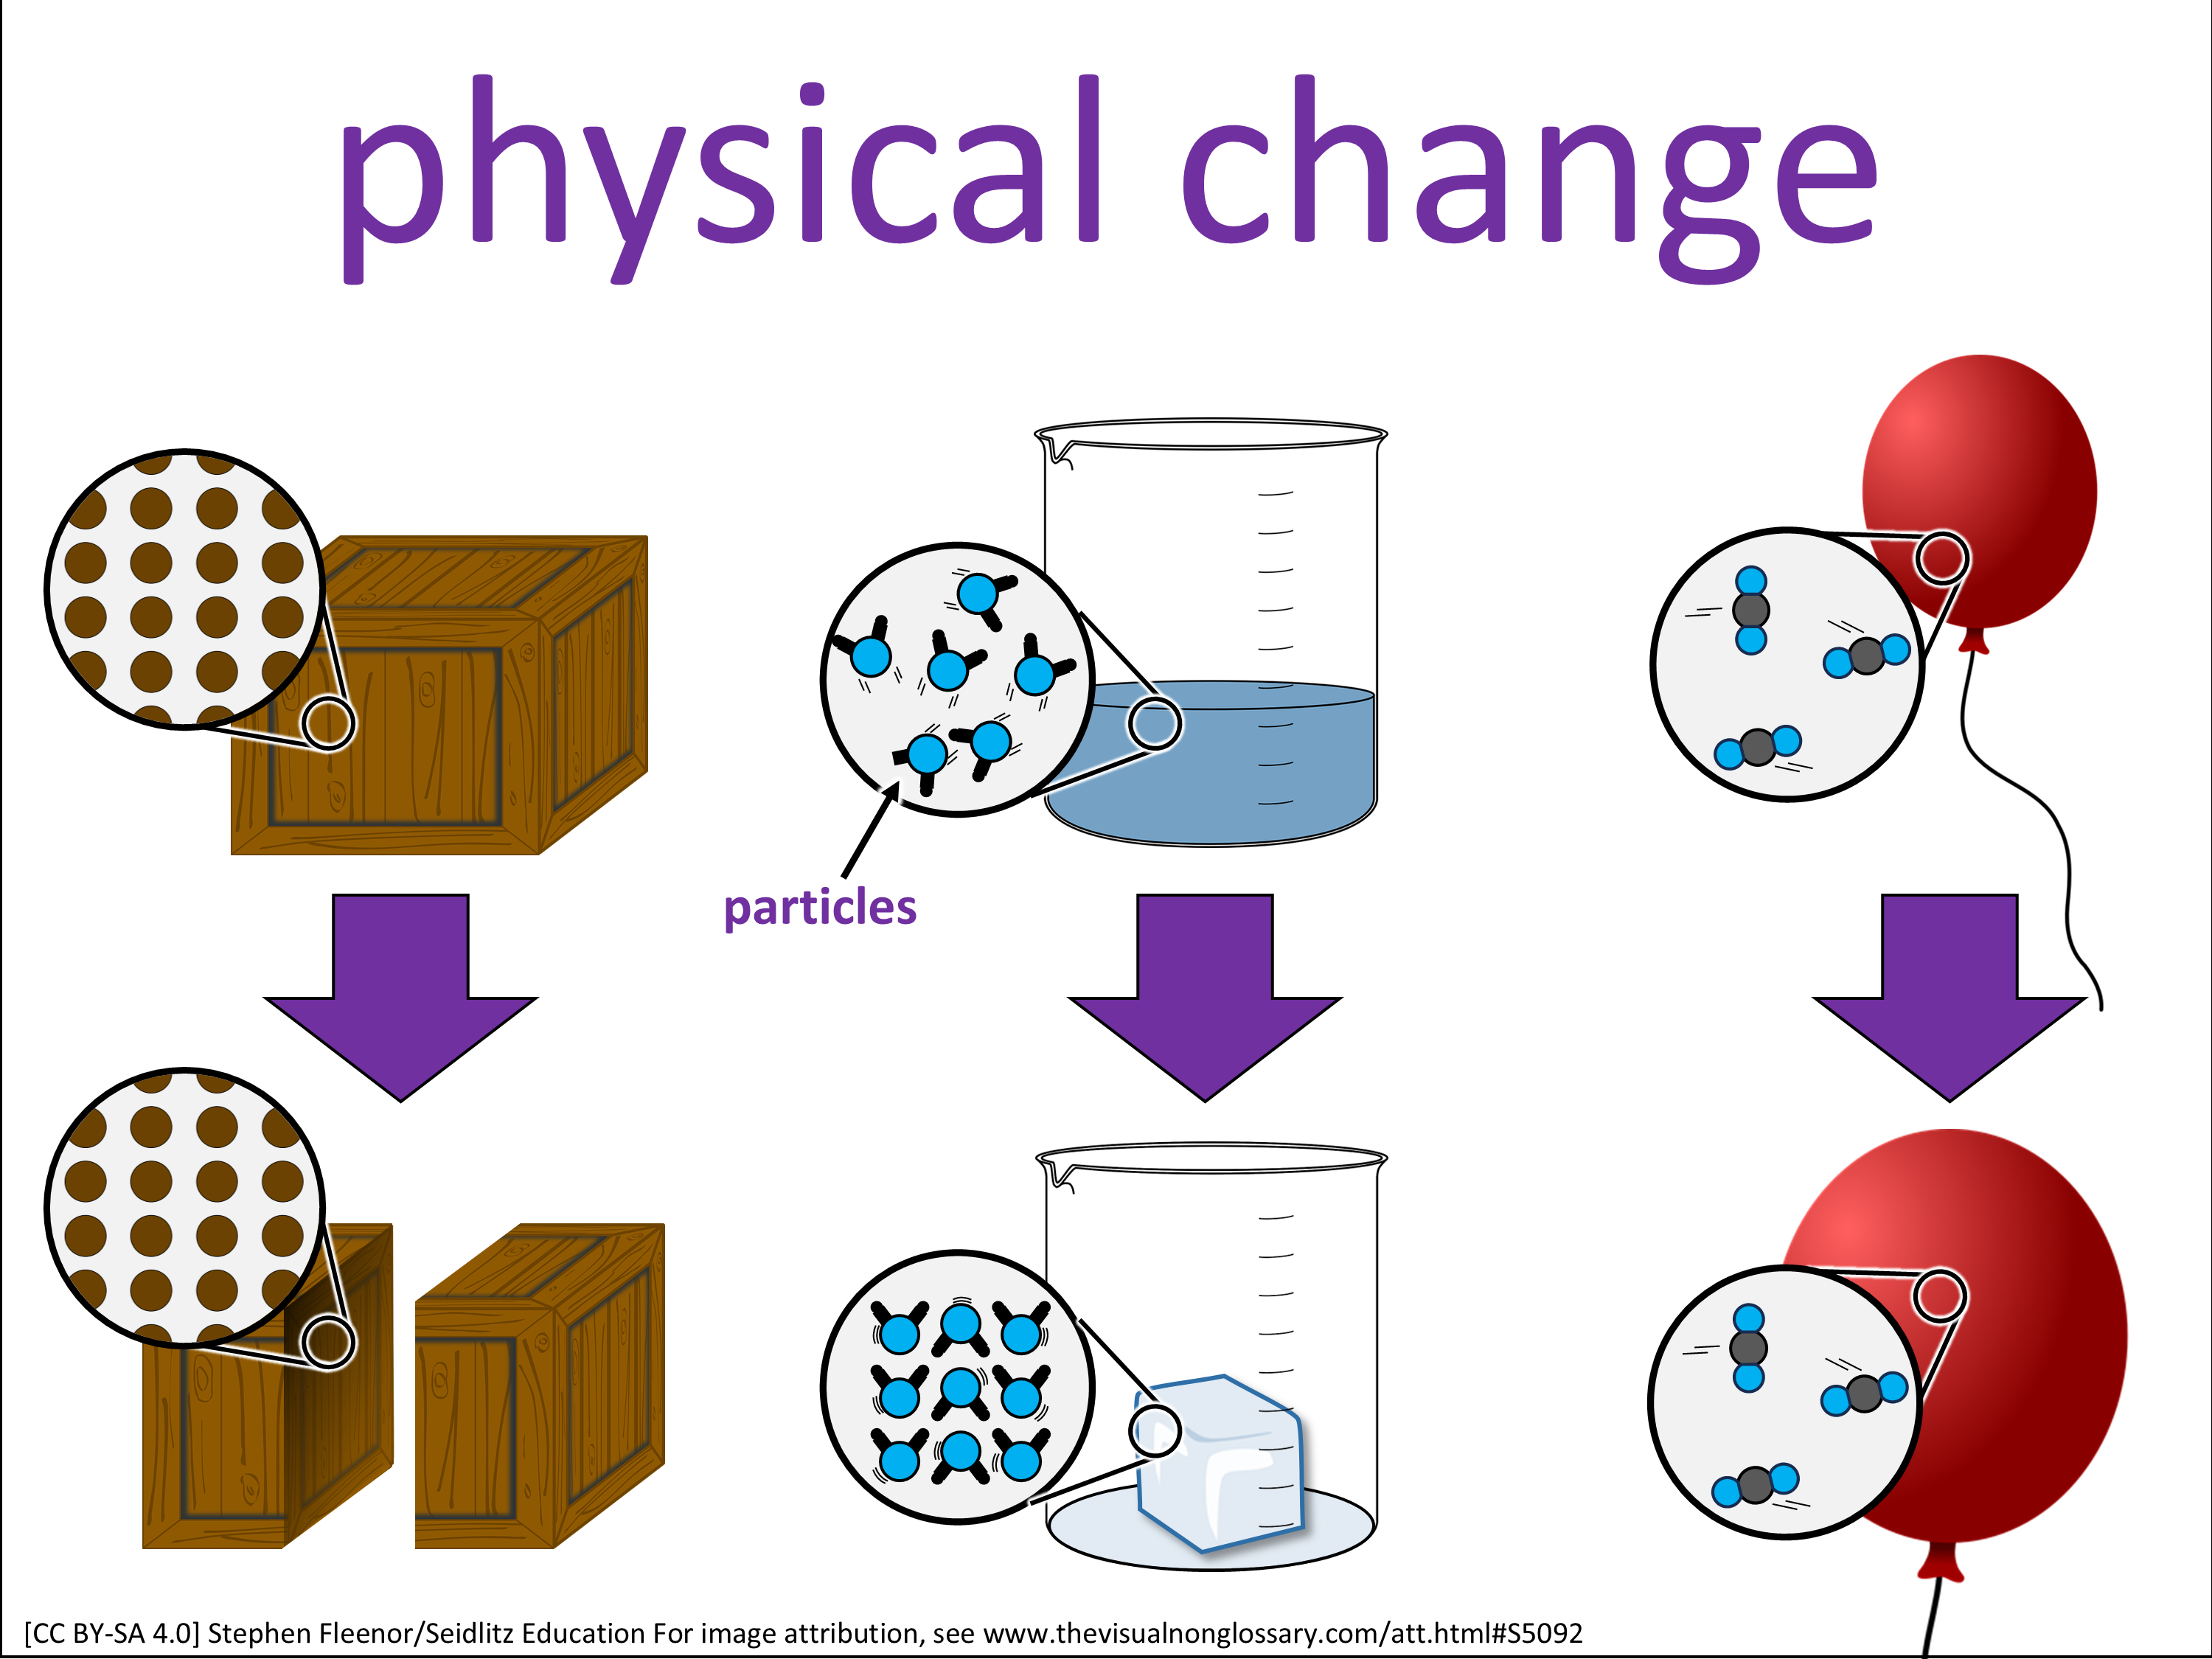 physical change
particles
[CC BY-SA 4.0] Stephen Fleenor/Seidlitz Education For image attribution, see www.thevisualnonglossary.com/att.html#S5092